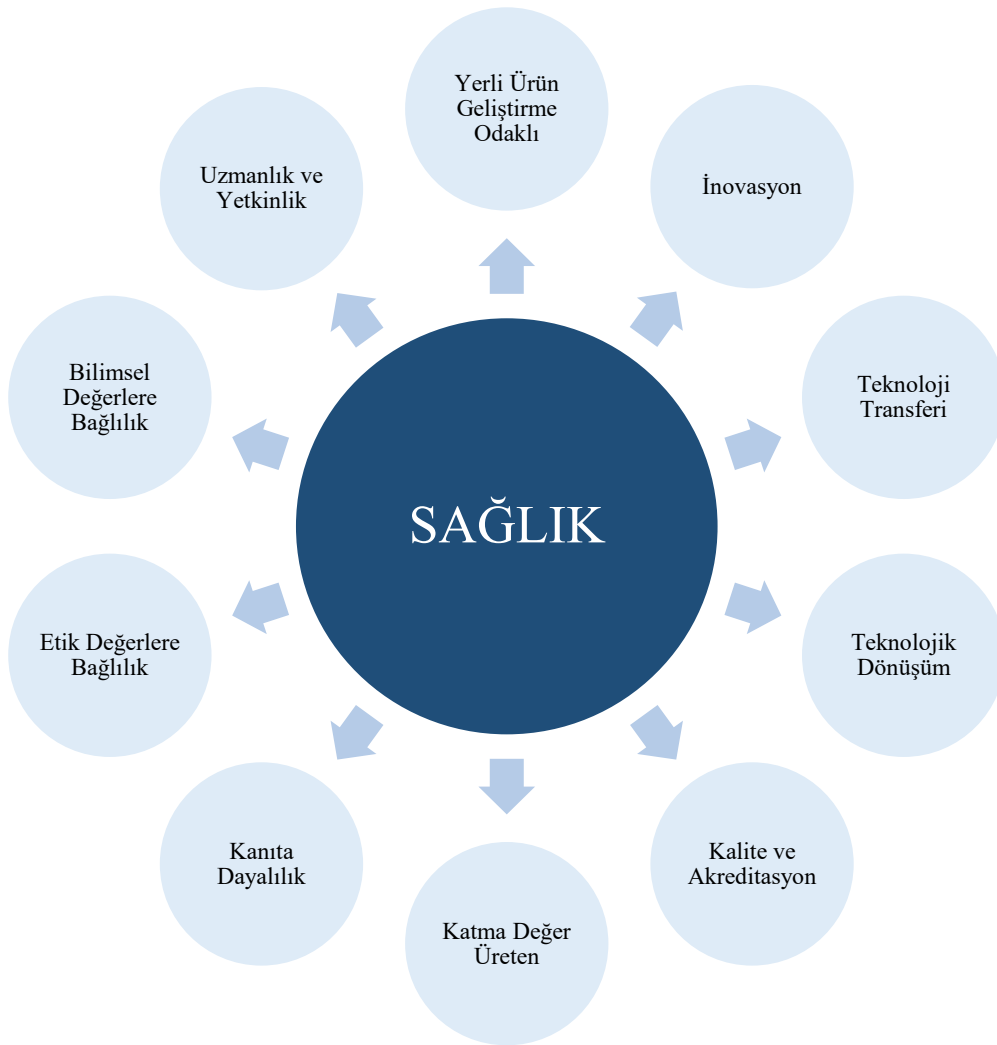 Yerli Ürün
Geliştirme
Odaklı
İnovasyon
Teknoloji
Transferi
Teknolojik
Dönüşüm
Kalite ve
Akreditasyon
Katma Değer
Üreten
Kanıta
Dayalılık
Etik Değerlere
Bağlılık
Bilimsel
Değerlere
Bağlılık
Uzmanlık ve
Yetkinlik
SAĞLIK